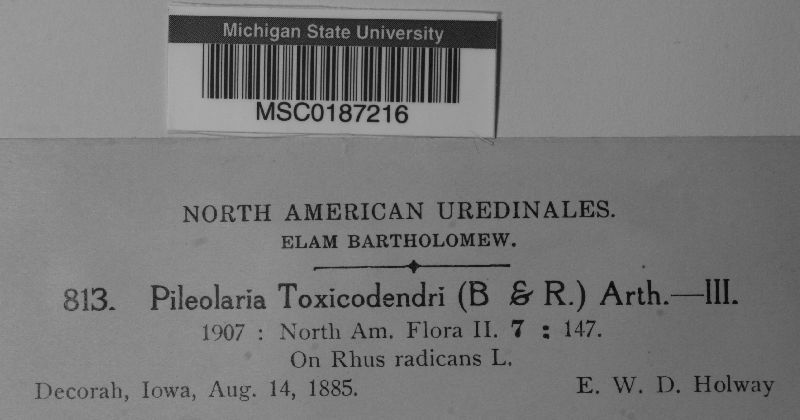 Michigan State University
MSC0187216
NORTH AMERICAN UREDINALES.
ELAM BARTHOLOMEW.
813. Pileolaria Toxicodendri (B & R.) Arth.—III.
1907 : North Am. Flora II. 7 : 147.
On Rhus radicans L.
Decorah, Iowa, Aug. 14, 1885. E. W. D. Holway